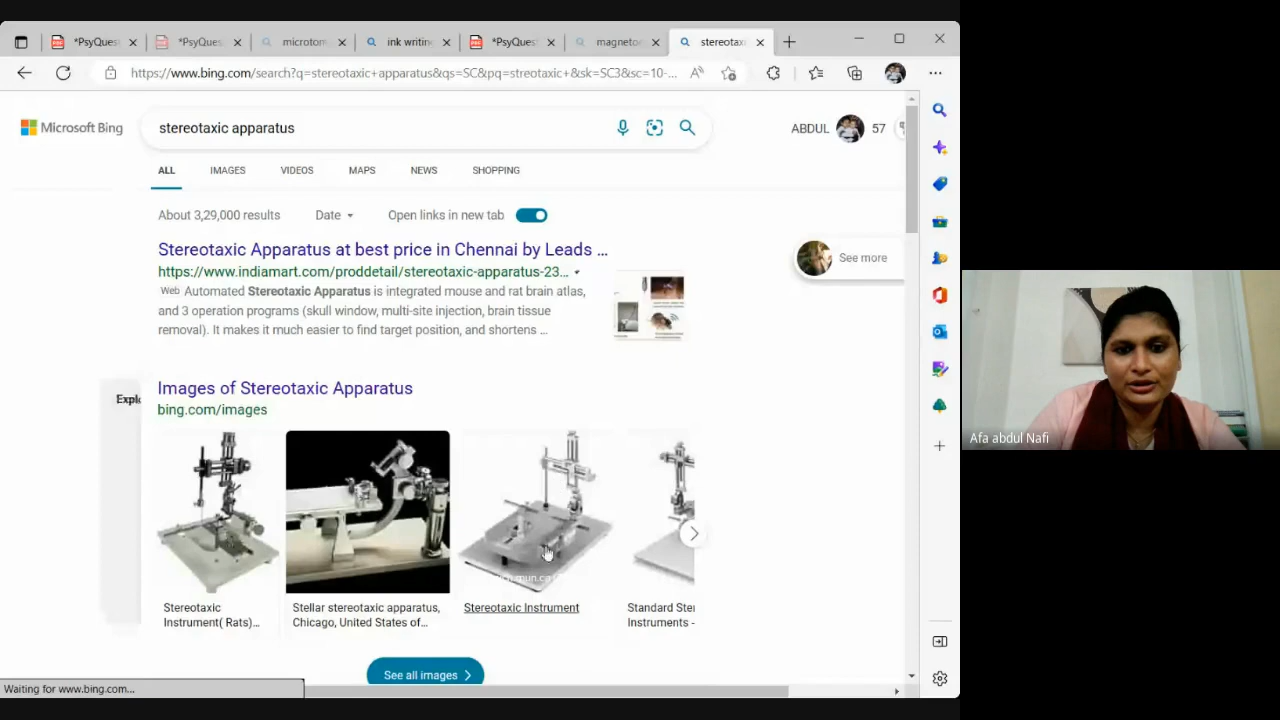 *PsyQues
*PsyQues
microtom
ink writing
*PsyQues
magnetoe
stereotaxi
https://www.bing.com/search?q=stereotaxic+apparatus&qs=SC&pq=streotaxic+&sk=SC3&sc=10-...
Microsoft Bing
stereotaxic apparatus
ABDUL
57
ALL
IMAGES
VIDEOS
MAPS
NEWS
SHOPPING
About 3,29,000 results
Date
Open links in new tab
Stereotaxic Apparatus at best price in Chennai by Leads ...
https://www.indiamart.com/proddetail/stereotaxic-apparatus-23...
Web Automated Stereotaxic Apparatus is integrated mouse and rat brain atlas,
and 3 operation programs (skull window, multi-site injection, brain tissue
removal). It makes it much easier to find target position, and shortens ...
See more
Images of Stereotaxic Apparatus
bing.com/images
Explo
Stereotaxic
Instrument( Rats)...
Stellar stereotaxic apparatus,
Chicago, United States of...
Stereotaxic Instrument
Standard Ster
Instruments -
See all images
Waiting for www.bing.com...
Afa abdul Nafi